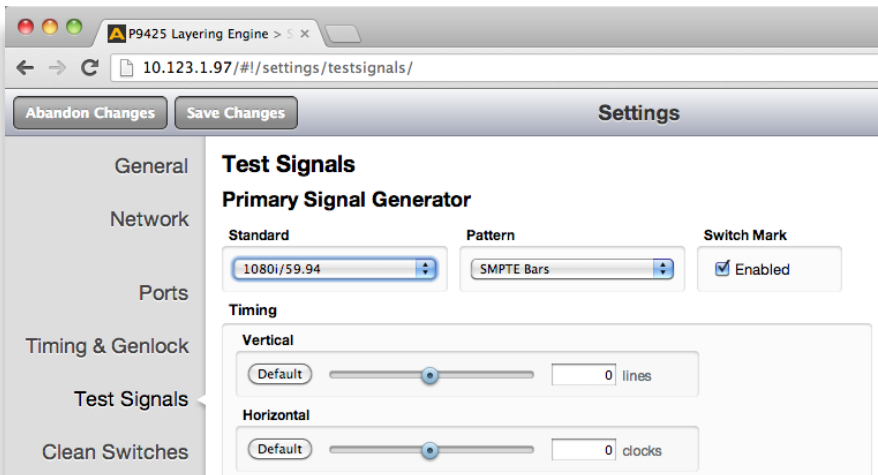 P9425 Layering Engine > S
10.123.1.97/#!/settings/testsignals/
Abandon Changes
Save Changes
Settings
General
Network
Ports
Timing & Genlock
Test Signals
Clean Switches
Test Signals
Primary Signal Generator
Standard
Pattern
Switch Mark
1080i/59.94
SMPTE Bars
Enabled
Timing
Vertical
Default
0 lines
Horizontal
Default
0 clocks